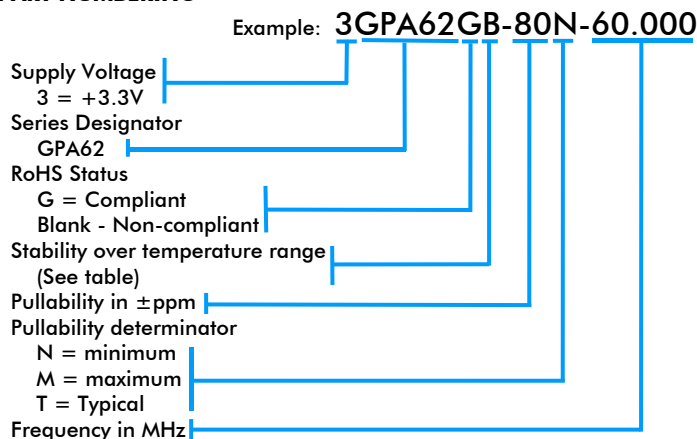 Example: 3GPA62GB-80N-60.000
Supply Voltage
3 = +3.3V
Series Designator
GPA62
RoHS Status
G = Compliant
Blank - Non-compliant
Stability over temperature range
(See table)
Pullability in ±ppm
Pullability determinator
N = minimum
M = maximum
T = Typical
Frequency in MHz